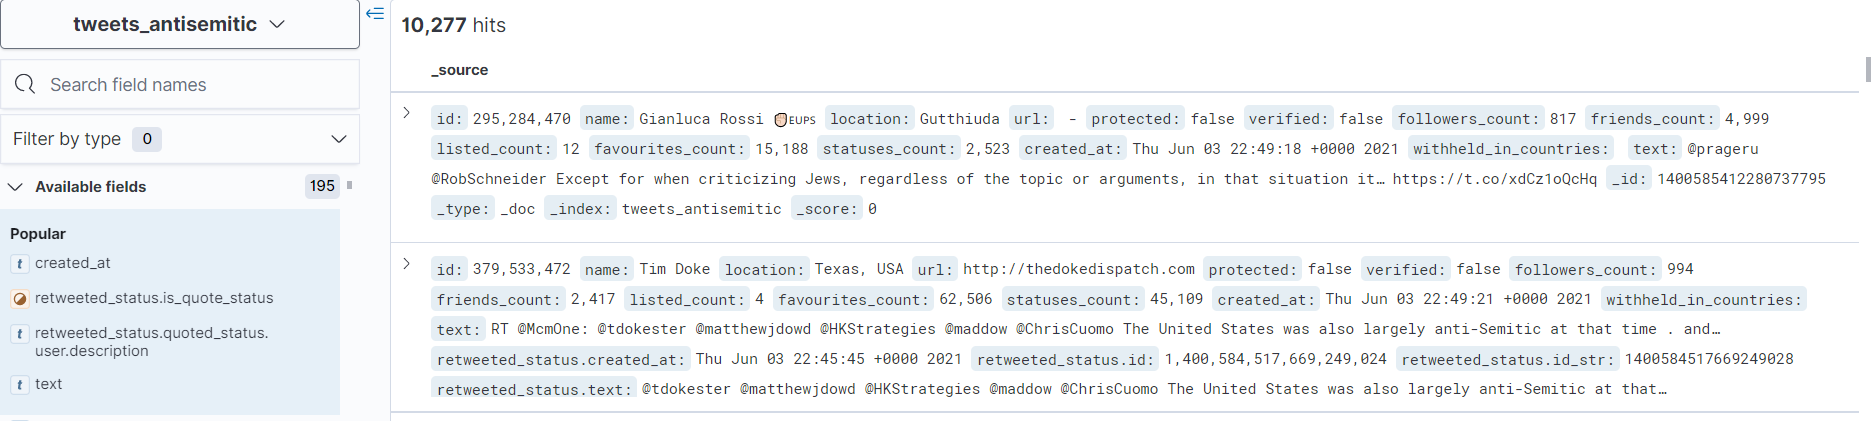 tweets_antisemitic
Search field names
Filter by type 0
Available fields 195
Popular
created_at
retweeted_status.is_quote_status
retweeted_status.quoted_status.
user.description
text
10,277 hits
_source
id: 295,284,470 name: Gianluca Rossi EUPS location: Gutthiuda url: - protected: false verified: false followers_count: 817 friends_count: 4,999
listed_count: 12 favourites_count: 15,188 statuses_count: 2,523 created_at: Thu Jun 03 22:49:18 +0000 2021 withheld_in_countries: text: @prageru
@RobSchneider Except for when criticizing Jews, regardless of the topic or arguments, in that situation it… https://t.co/xdCz1oQcHq _id: 1400585412280737795
_type: _doc _index: tweets_antisemitic _score: 0
id: 379,533,472 name: Tim Doke location: Texas, USA url: http://thedokedispatch.com protected: false verified: false followers_count: 994
friends_count: 2,417 listed_count: 4 favourites_count: 62,506 statuses_count: 45,109 created_at: Thu Jun 03 22:49:21 +0000 2021 withheld_in_countries:
text: RT @McmOne: @tdokester @matthewjdowd @HKStrategies @maddow @ChrisCuomo The United States was also largely anti-Semitic at that time . and…
retweeted_status.created_at: Thu Jun 03 22:45:45 +0000 2021 retweeted_status.id: 1,400,584,517,669,249,024 retweeted_status.id_str: 1400584517669249028
retweeted_status.text: @tdokester @matthewjdowd @HKStrategies @maddow @ChrisCuomo The United States was also largely anti-Semitic at that…